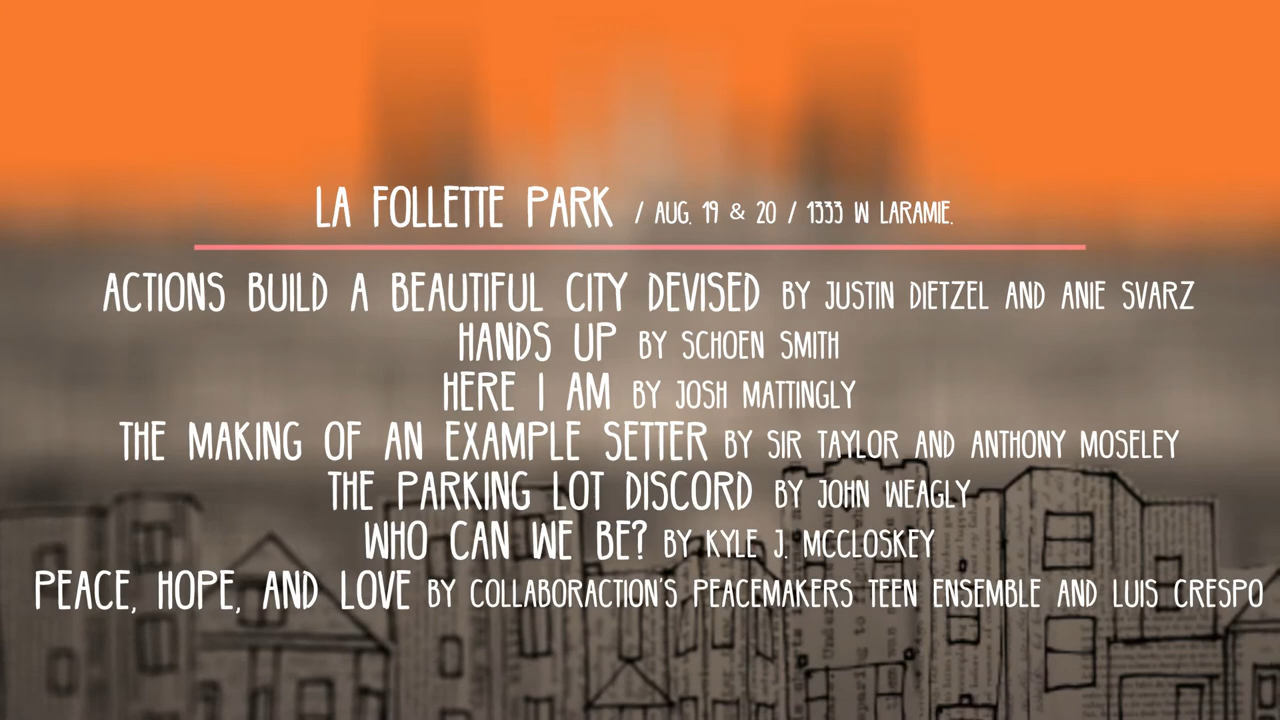 LA FOLLETTE PARK / AUG. 19 & 20 / 1333 W LARAMIE.
ACTIONS BUILD A BEAUTIFUL CITY DEVISED BY JUSTIN DIETZEL AND ANIE SVARZ
HANDS UP BY SCHOEN SMITH
HERE I AM BY JOSH MATTINGLY
THE MAKING OF AN EXAMPLE SETTER BY SIR TAYLOR AND ANTHONY MOSELEY
THE PARKING LOT DISCORD BY JOHN WEAGLY
WHO CAN WE BE? BY KYLE J. MCCLOSKEY
PEACE, HOPE, AND LOVE BY COLLABORACTION'S PEACEMAKERS TEEN ENSEMBLE AND LUIS CRESPO